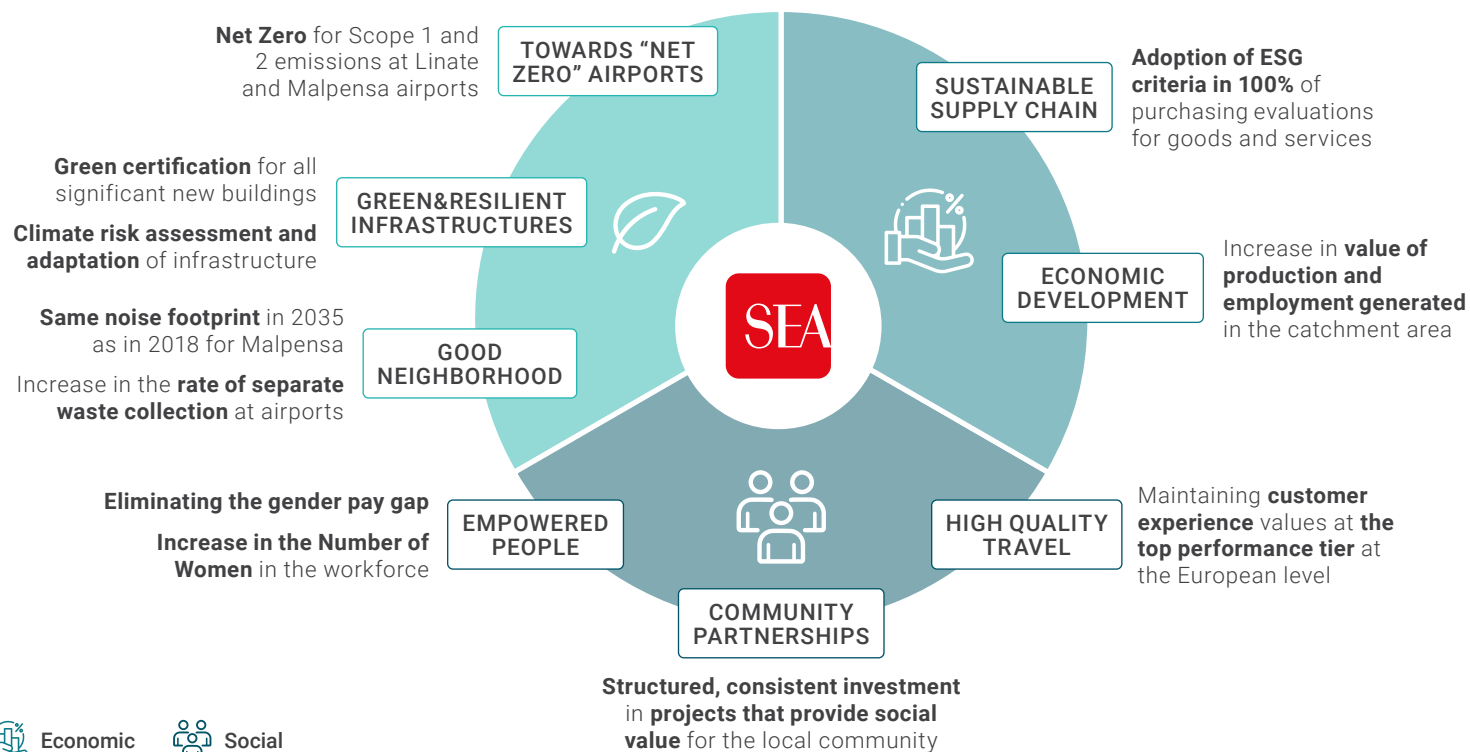 Net Zero for Scope 1 and
2 emissions at Linate
and Malpensa airports
TOWARDS “NET
ZERO” AIRPORTS
Green certification for all
significant new buildings
Climate risk assessment and
adaptation of infrastructure
GREEN&RESILIENT
INFRASTRUCTURES
Same noise footprint in 2035
as in 2018 for Malpensa
Increase in the rate of separate
waste collection at airports
GOOD
NEIGHBORHOOD
SUSTAINABLE
SUPPLY CHAIN
Adoption of ESG
criteria in 100% of
purchasing evaluations
for goods and services
%
ECONOMIC
DEVELOPMENT
Increase in value of
production and
employment generated
in the catchment area
SEA
Eliminating the gender pay gap
Increase in the Number of
Women in the workforce
EMPOWERED
PEOPLE
HIGH QUALITY
TRAVEL
Maintaining customer
experience values at the
top performance tier at
the European level
COMMUNITY
PARTNERSHIPS
Structured, consistent investment
in projects that provide social
value for the local community
% Economic Social